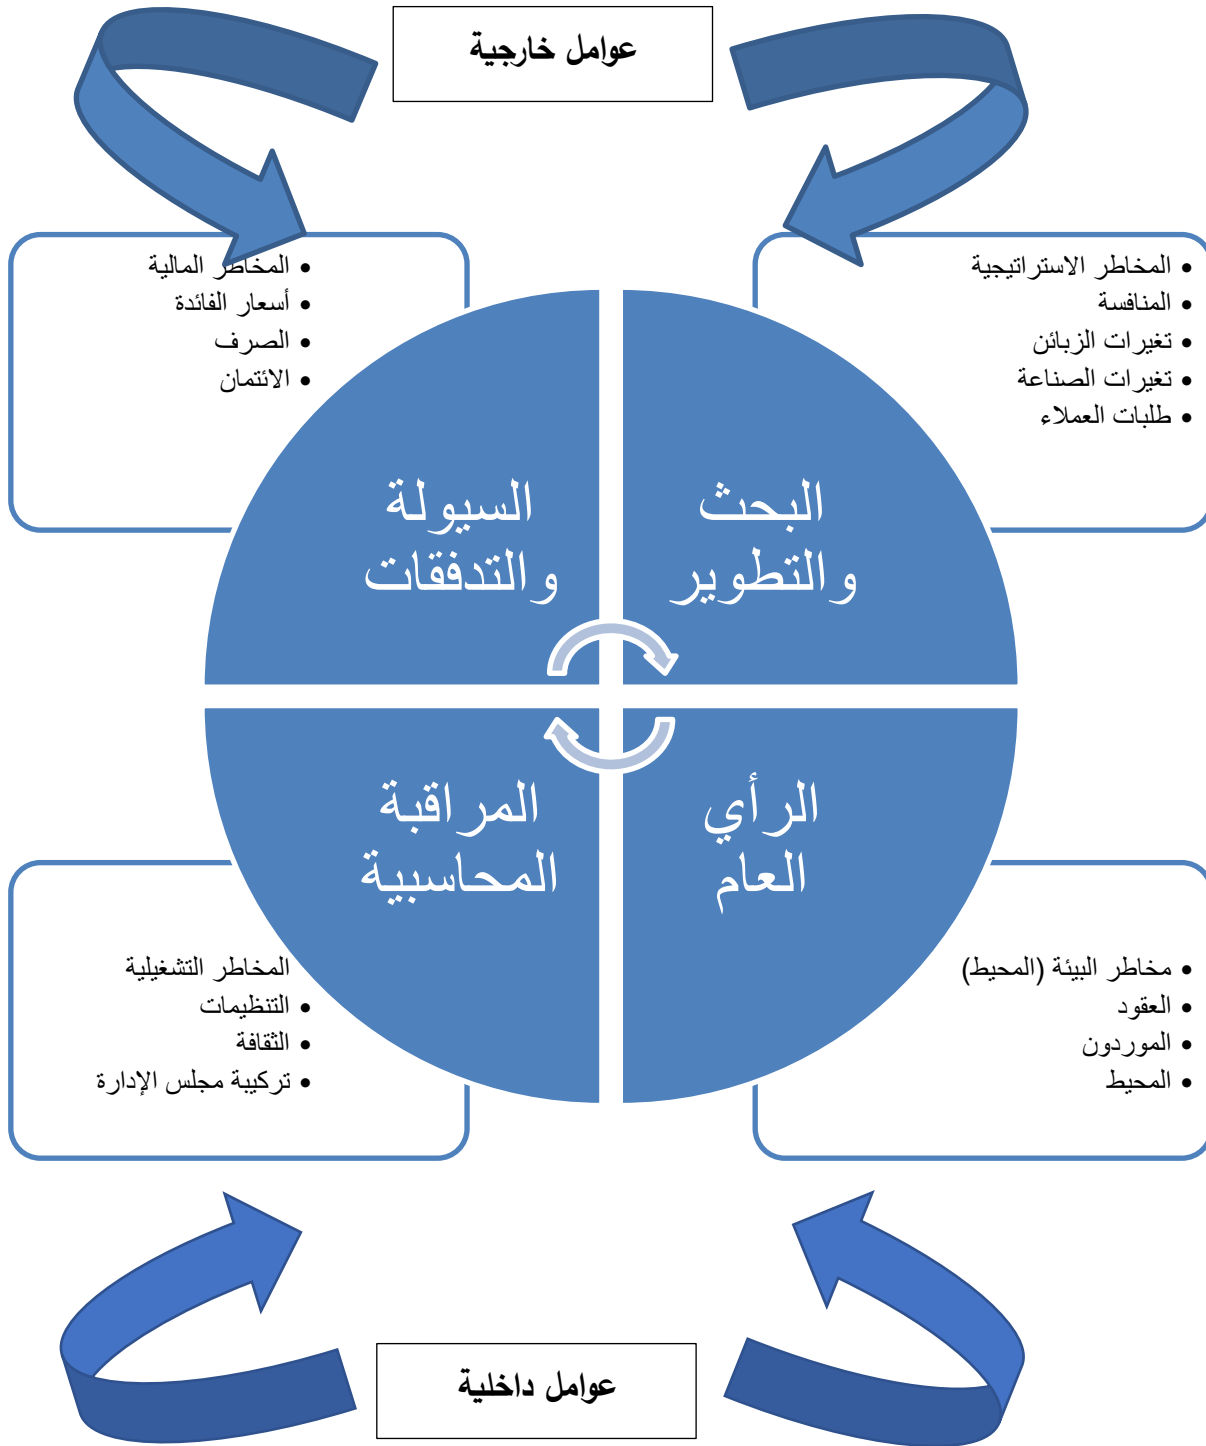 عوامل خارجية
• المخاطر الاستراتيجية
• المنافسة
• تغيرات الزبائن
• تغيرات الصناعة
• طلبات العملاء
• المخاطر المالية
• أسعار الفائدة
• الصرف
• الائتمان
البحث
والتطوير
السيولة
والتدفقات
الرأي
العام
المراقبة
المحاسبية
• مخاطر البيئة (المحيط)
• العقود
• الموردون
• المحيط
المخاطر التشغيلية
• التنظيمات
• الثقافة
• تركيبة مجلس الإدارة
عوامل داخلية